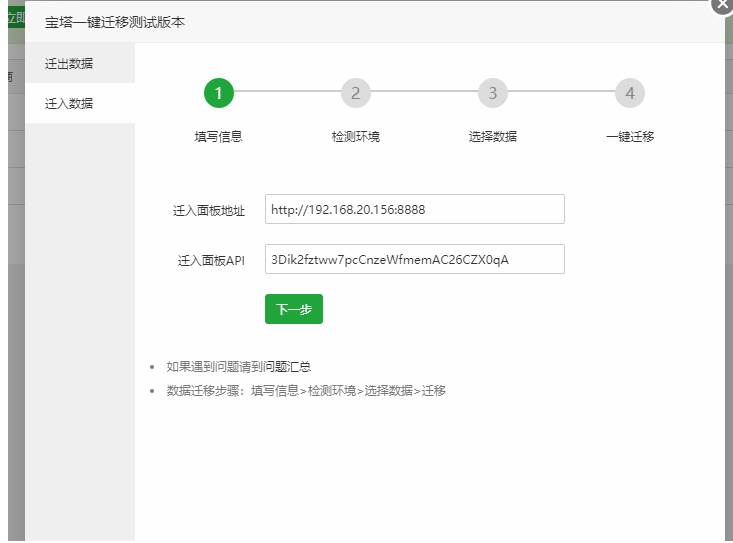 立即
宝塔一键迁移测试版本
迁出数据
迁入数据
1
2
3
4
填写信息
检测环境
选择数据
一键迁移
迁入面板地址
http://192.168.20.156:8888
迁入面板API
3Dik2fztww7pcCnzeWfmemAC26CZX0qA
下一步
• 如果遇到问题请到问题汇总
• 数据迁移步骤：填写信息>检测环境>选择数据>迁移